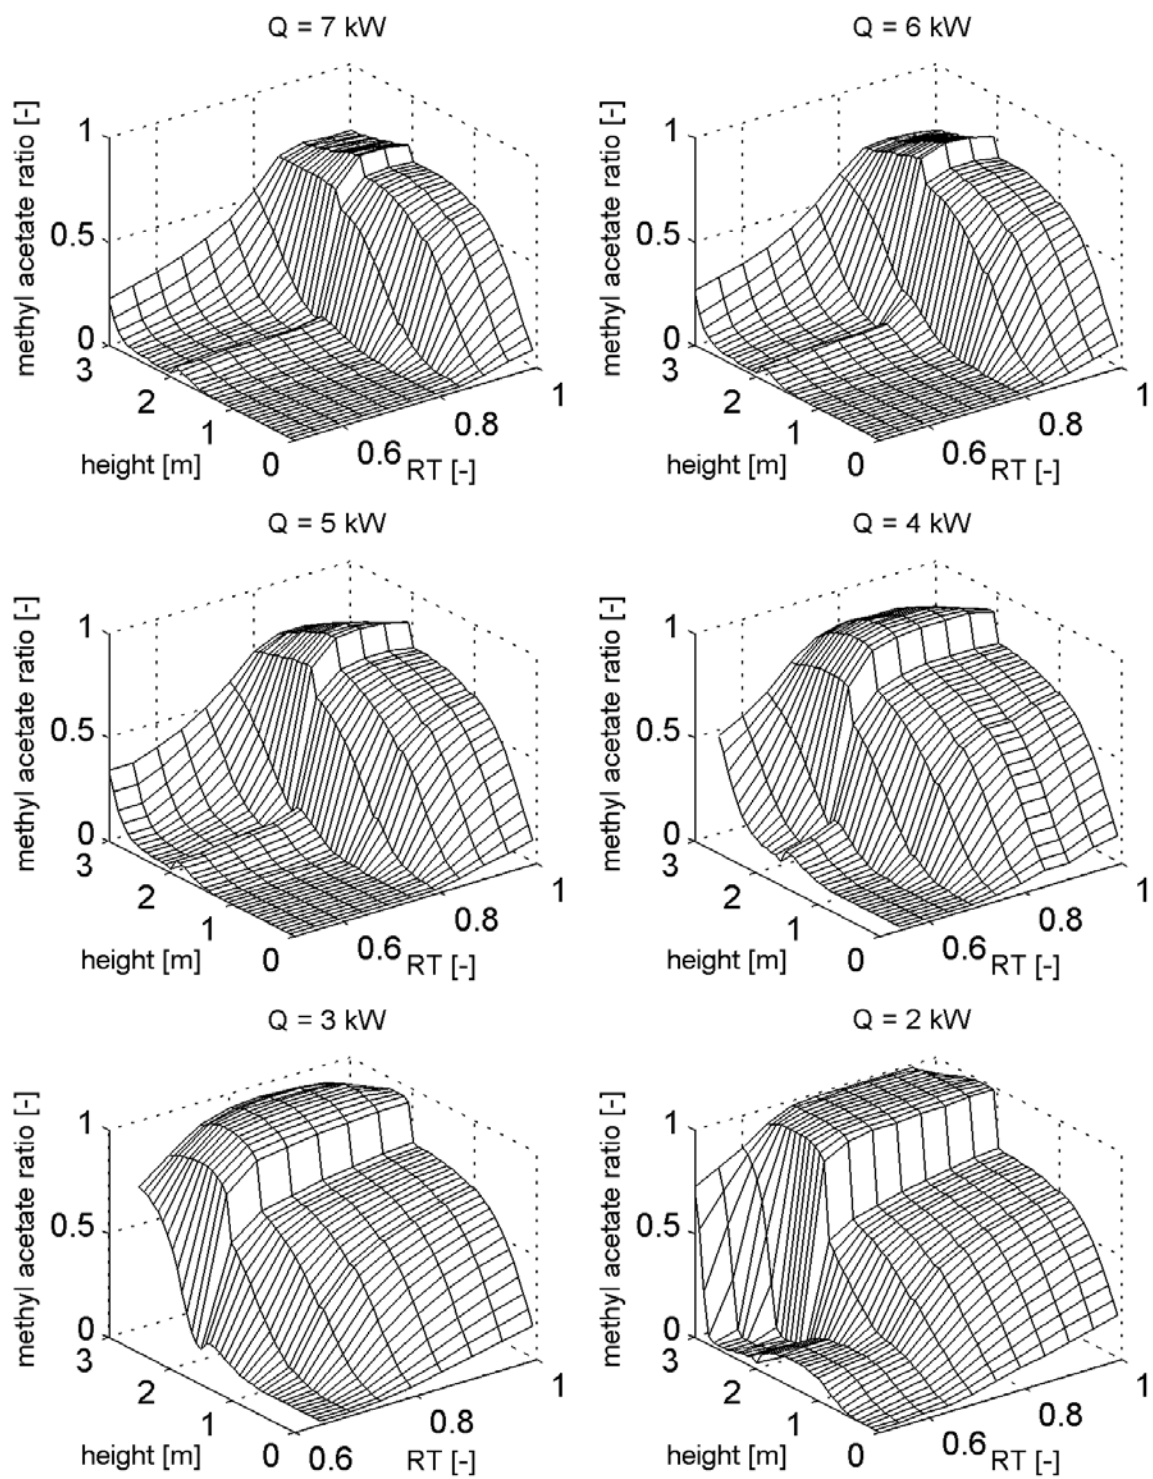 Q = 7 kW
methyl acetate ratio [-]
1
0.5
0
3
2
1
0
height [m]
0.6
0.8
1
RT [-]
Q = 6 kW
methyl acetate ratio [-]
1
0.5
0
3
2
1
0
height [m]
0.6
0.8
1
RT [-]
Q = 5 kW
methyl acetate ratio [-]
1
0.5
0
3
2
1
0
height [m]
0.6
0.8
1
RT [-]
Q = 4 kW
methyl acetate ratio [-]
1
0.5
0
3
2
1
0
height [m]
0.6
0.8
1
RT [-]
Q = 3 kW
methyl acetate ratio [-]
1
0.5
0
3
2
1
0
height [m]
0.6
0.8
1
RT [-]
Q = 2 kW
methyl acetate ratio [-]
1
0.5
0
3
2
1
0
height [m]
0.6
0.8
1
RT [-]